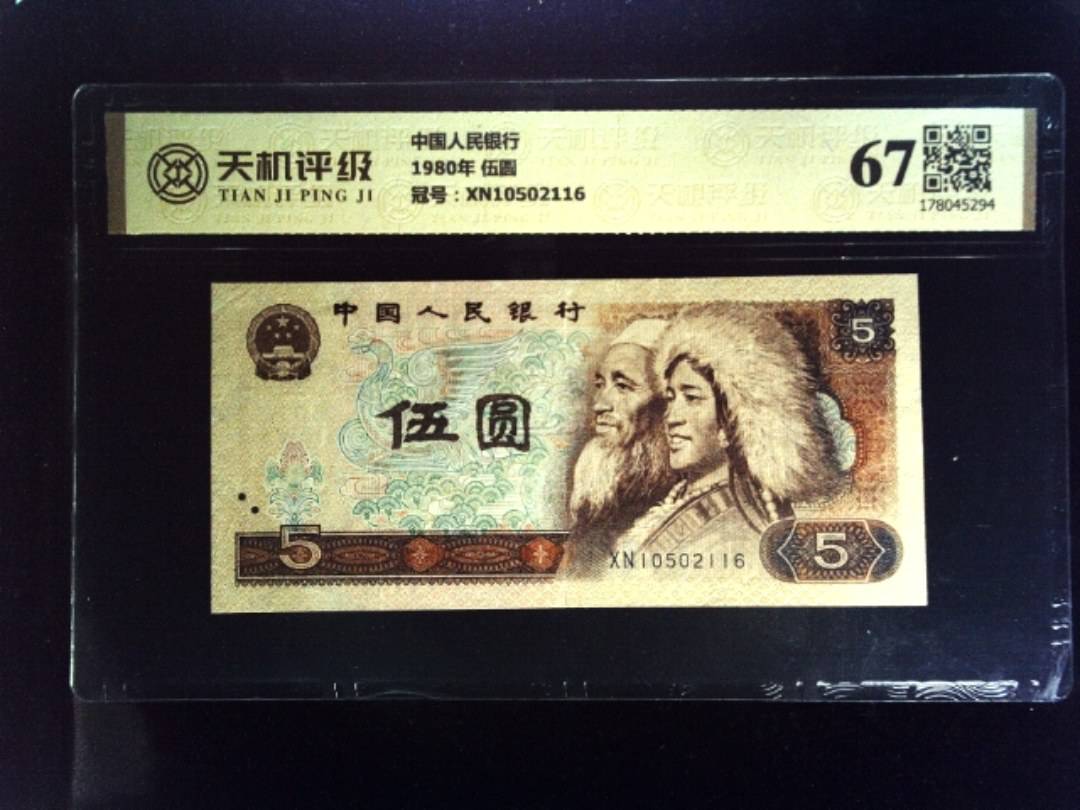 天机评级
TIAN JI PING JI
中国人民银行
1980年 伍圆
冠号：XN10502116
67
178045294
中国人民银行
5
伍圆
5
XN10502116
5